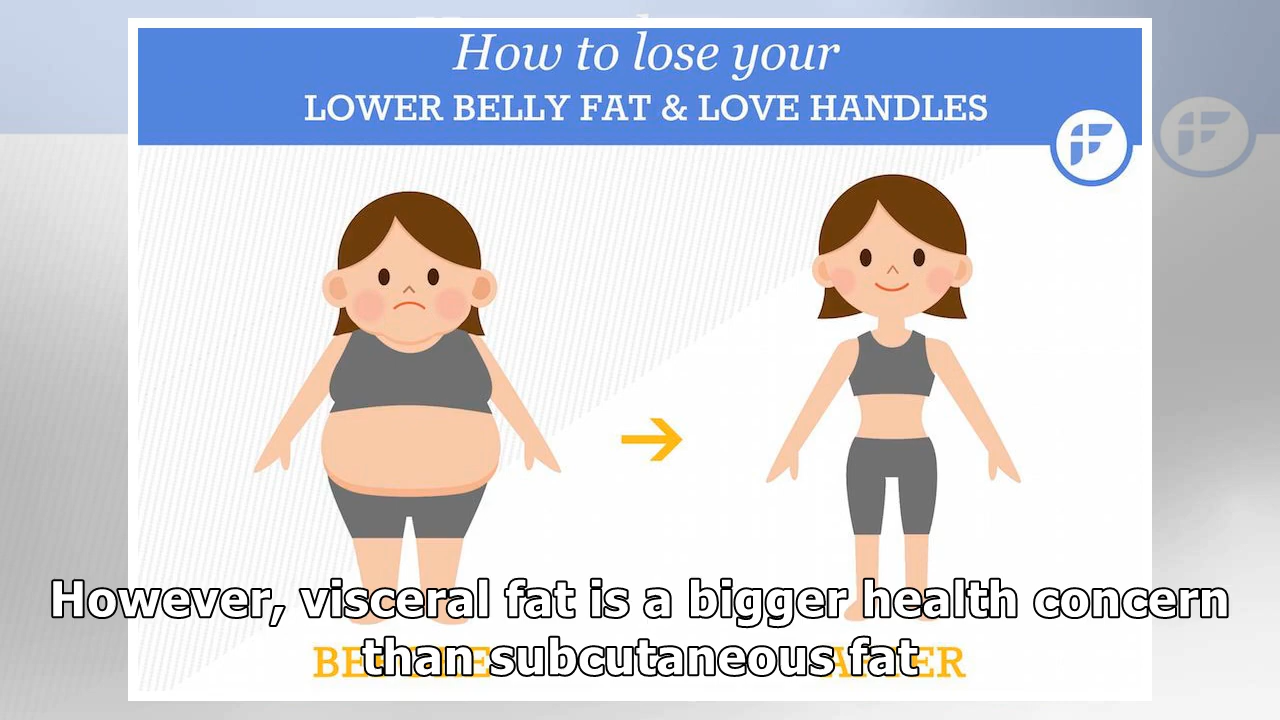 How to lose your
LOWER BELLY FAT & LOVE HANDLES
However, visceral fat is a bigger health concern
than subcutaneous fat